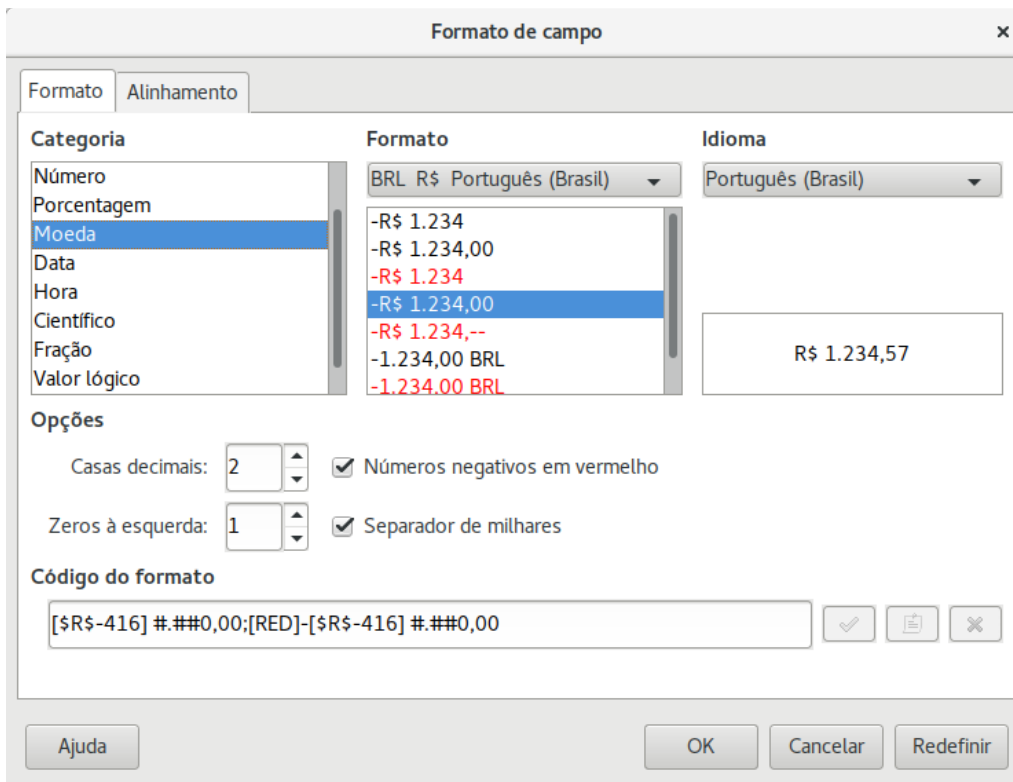 Formato de campo
×
Formato
Alinhamento
Categoria
Número
Porcentagem
Moeda
Data
Hora
Científico
Fração
Valor lógico
Formato
BRL R$ Português (Brasil)
-R$ 1.234
-R$ 1.234,00
-R$ 1.234
-R$ 1.234,00
-R$ 1.234,--
-1.234,00 BRL
-1.234,00 BRL
Idioma
Português (Brasil)
R$ 1.234,57
Opções
Casas decimais: 2
Números negativos em vermelho
Zeros à esquerda: 1
Separador de milhares
Código do formato
[$R$-416] #.##0,00;[RED]-[$R$-416] #.##0,00
Ajuda
OK
Cancelar
Redefinir